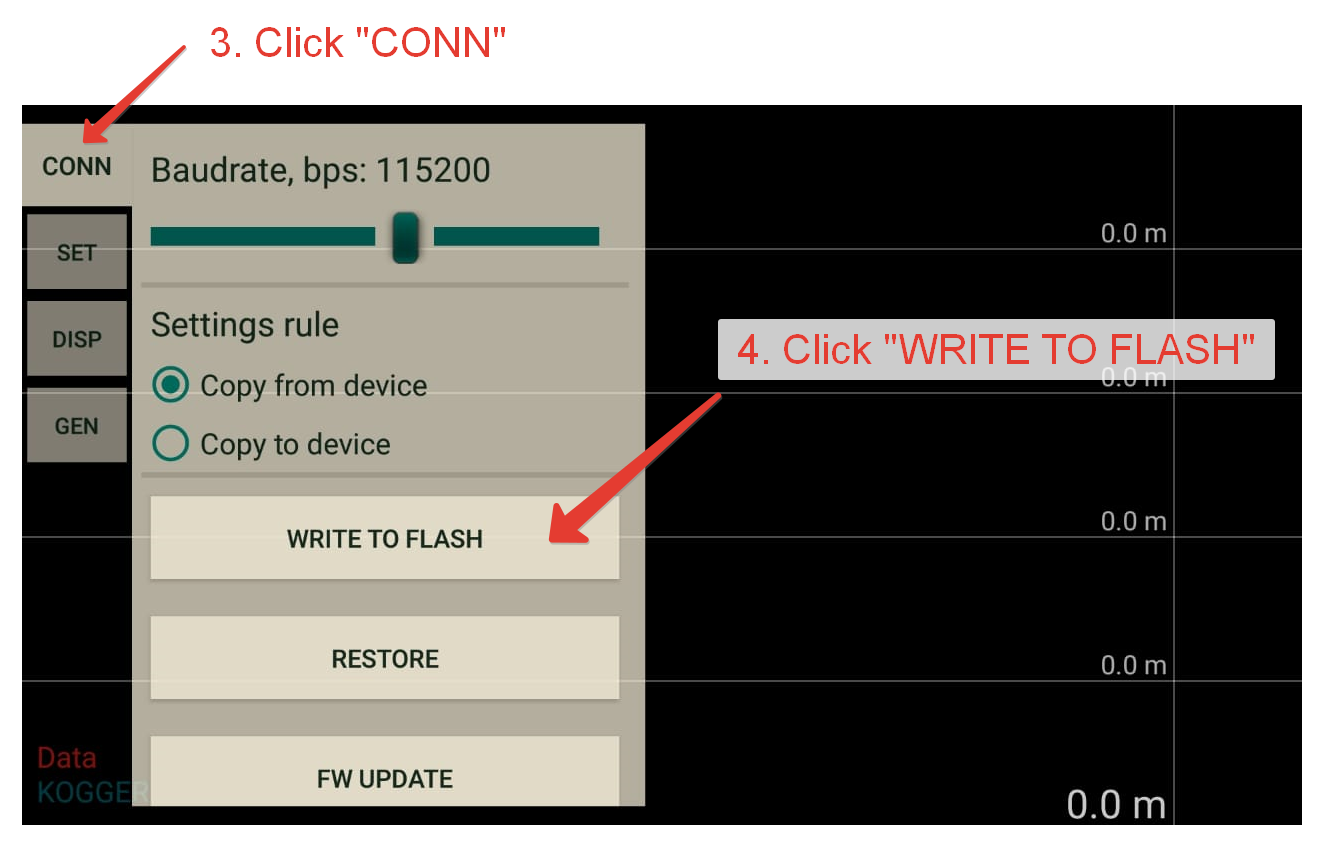 3. Click "CONN"
CONN
Baudrate, bps: 115200
SET
0.0 m
DISP
Settings rule
4. Click "WRITE TO FLASH"
0.0 m
Copy from device
GEN
Copy to device
WRITE TO FLASH
0.0 m
RESTORE
0.0 m
Data
KOGGER
FW UPDATE
0.0 m